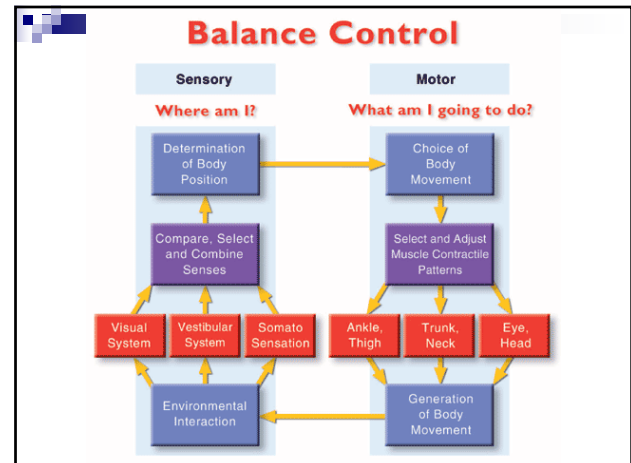 Balance Control
Sensory
Motor
Where am I?
What am I going to do?
Determination
of Body
Position
Choice of
Body
Movement
Compare, Select
and Combine
Senses
Select and Adjust
Muscle Contractile
Patterns
Visual
System
Vestibular
System
Somato
Sensation
Ankle,
Thigh
Trunk,
Neck
Eye,
Head
Environmental
Interaction
Generation
of Body
Movement